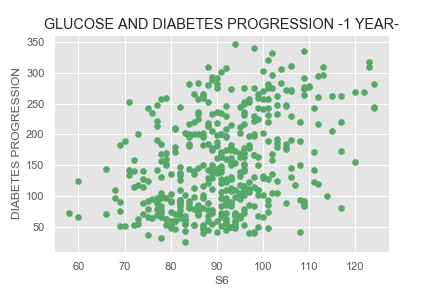 GLUCOSE AND DIABETES PROGRESSION -1 YEAR-
DIABETES PROGRESSION
350
300
250
200
150
100
50
60 70 80 90 100 110 120
S6